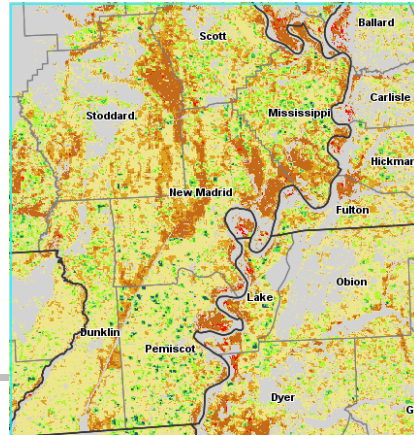 Scott
Ballard
Carlisle
Stoddard
Mississippi
Hickman
New Madrid
Fulton
Obion
Lake
Dunklin
Pemiscot
Dyer
G